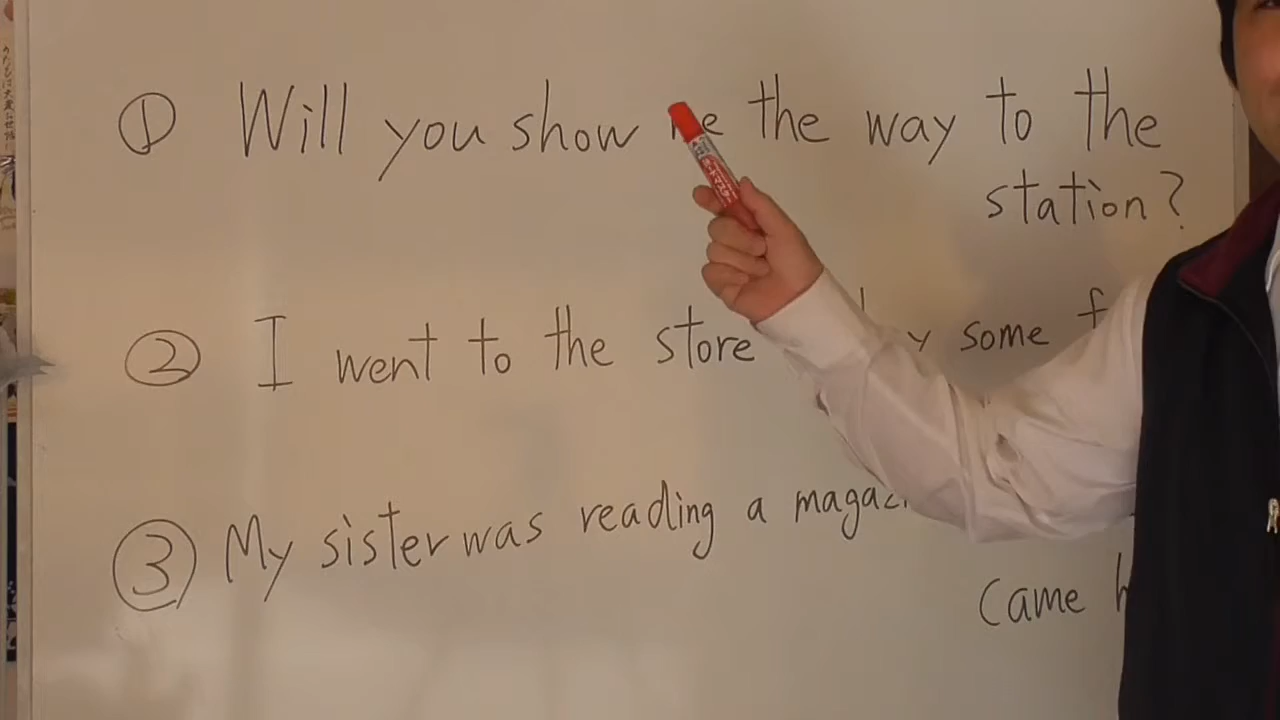 ① Will you show the way to the
station?
② I went to the store some
③ My sister was reading a
came